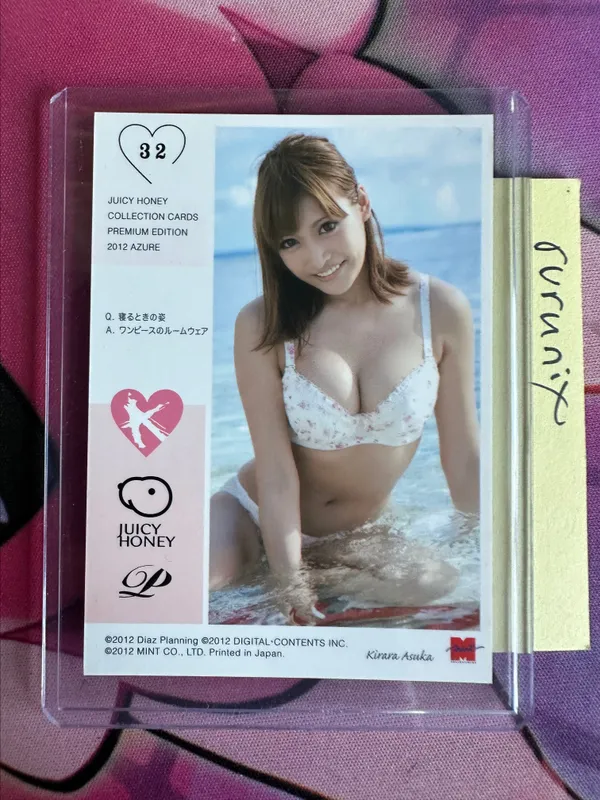 32
JUICY HONEY
COLLECTION CARDS
PREMIUM EDITION
2012 AZURE
Q. 寝るときの姿
A. ワンピースのルームウェア
K
JUICY
HONEY
P
©2012 Diaz Planning ©2012 DIGITAL・CONTENTS INC.
©2012 MINT CO., LTD. Printed in Japan.
Kirara Asuka
M
rurunix